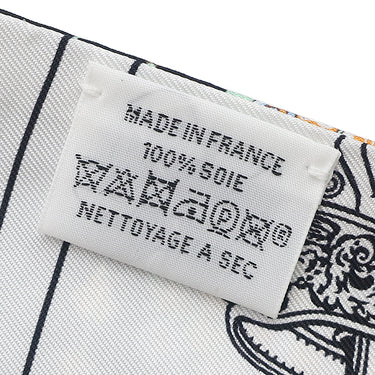 MADE IN FRANCE
100% SOIE
NETTOYAGE A SEC